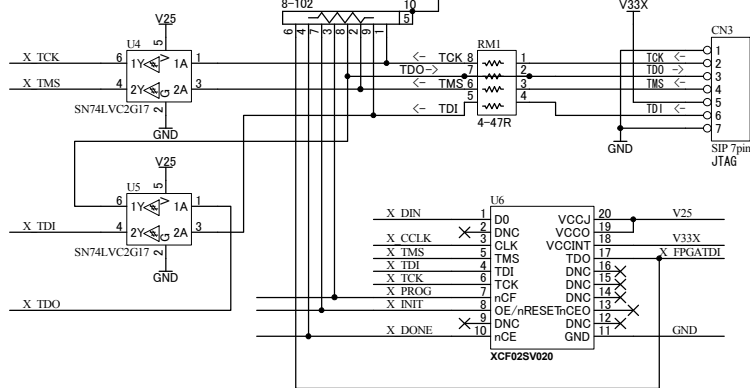 8-102 10
5
6 4 7 3 8 2 9 1
V25
U4
5
X TCK 6 1Y V 1A 1
X TMS 4 2Y G 2A 3
SN74LVC2G17 2
GND
V25
U5
5
6 1Y V 1A 1
X TDI 4 2Y G 2A 3
SN74LVC2G17 2
GND
X TDO
<- TCK 8
TDO-> 7
<- TMS 6
5
<- TDI
RM1
1
2
3
4
4-47R
V33X
CN3
TCK <-
TDO ->
TMS <-
TDI <-
1
2
3
4
5
6
7
GND
SIP 7pin
JTAG
U6
X DIN 1 D0 VCCJ 20 V25
2 DNC VCCO 19
X CCLK 3 CLK VCCINT 18 V33X
X TMS 5 TMS TDO 17 X FPGATDI
X TDI 4 TDI DNC 16
X TCK 6 TCK DNC 15
X PROG 7 nCF DNC 14
X INIT 8 OE/nRESET nCEO 13
9 DNC DNC 12
X DONE 10 nCE GND 11 GND
XCF02SV020